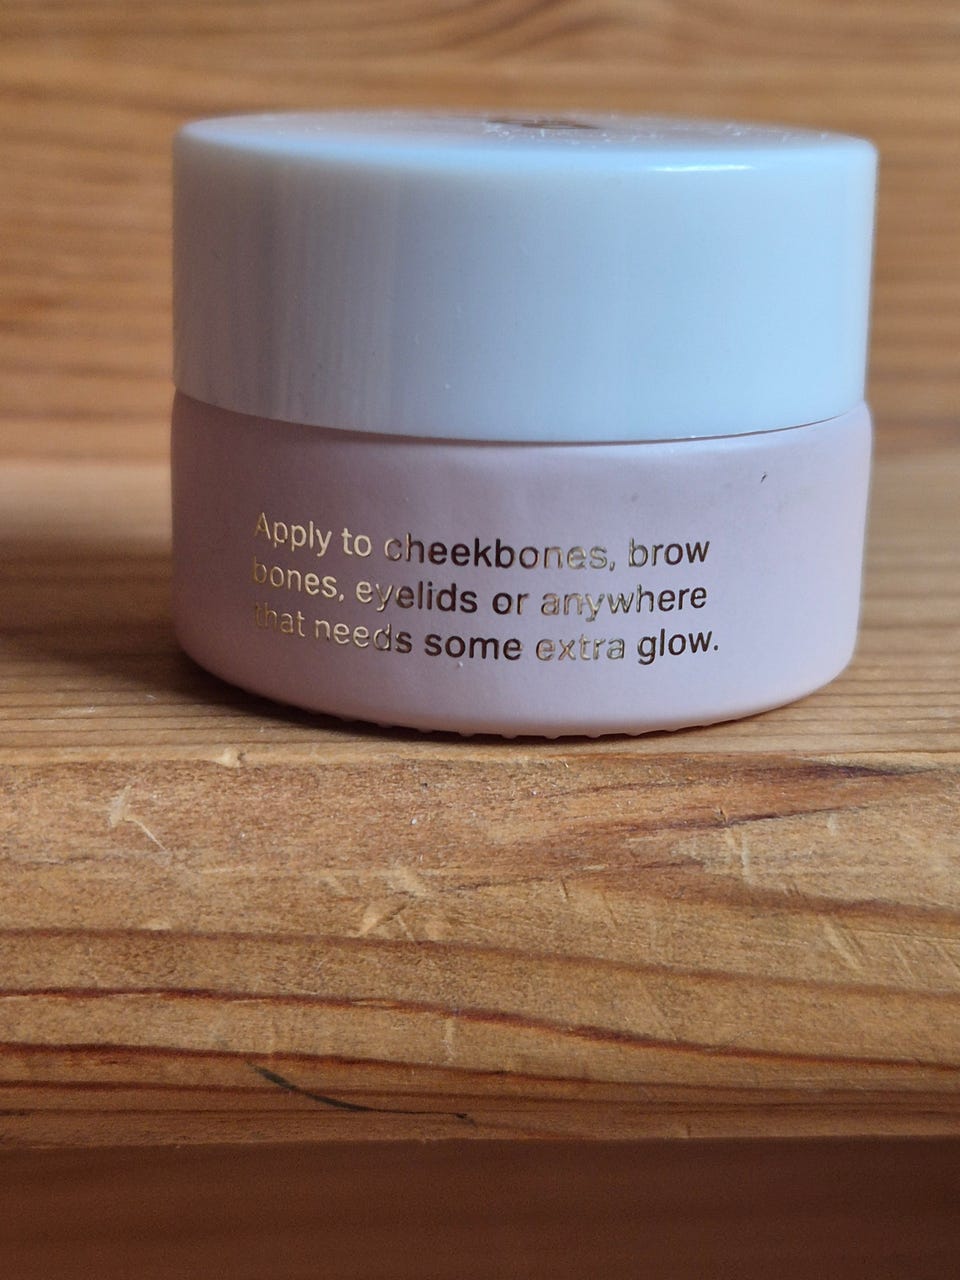 Apply to cheekbones, brow
bones, eyelids or anywhere
that needs some extra glow.